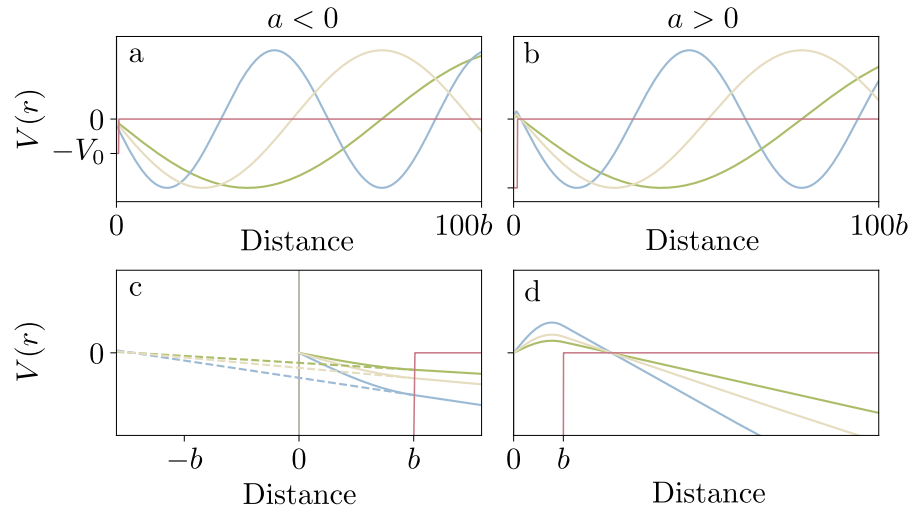 a < 0
a > 0
a
b
V(r)
0
−V₀
0
100b
0
100b
Distance
Distance
c
d
V(r)
0
−b
0
b
0
b
Distance
Distance